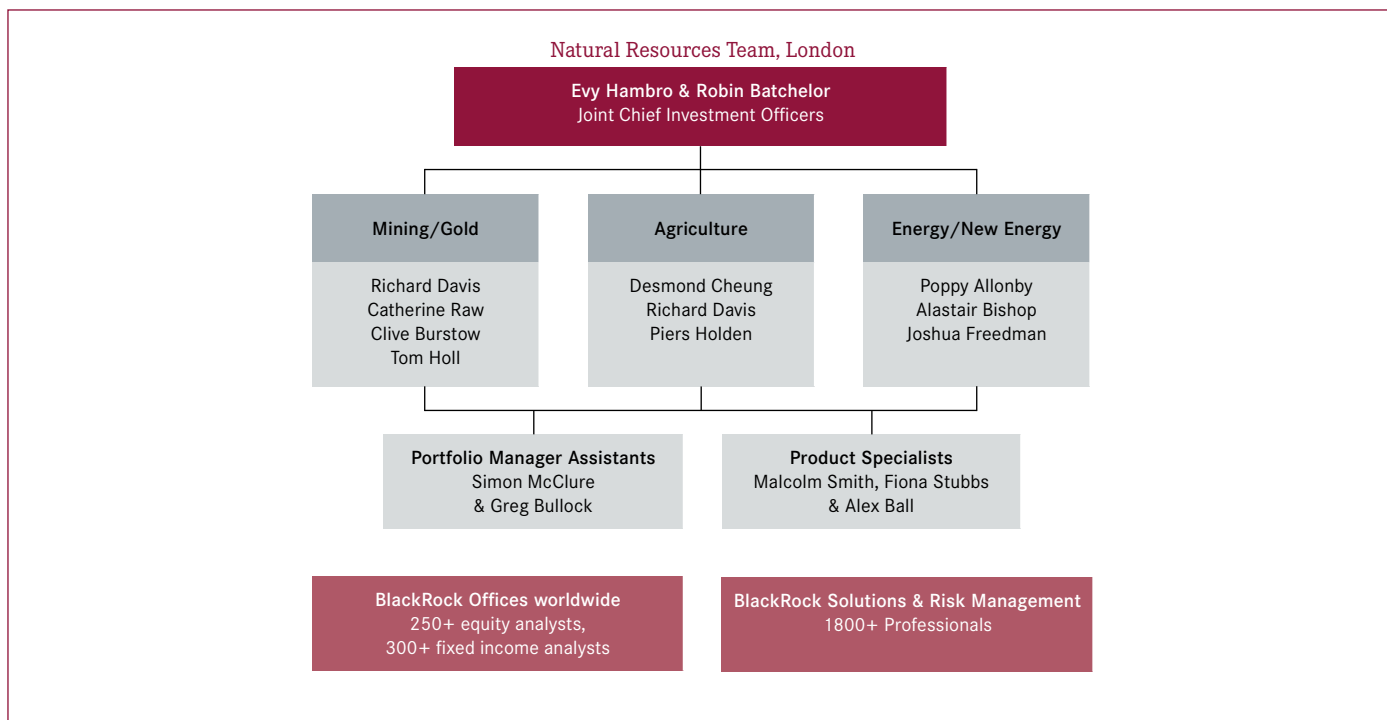 Natural Resources Team, London
Evy Hambro & Robin Batchelor
Joint Chief Investment Officers
Mining/Gold
Richard Davis
Catherine Raw
Clive Burstow
Tom Holl
Agriculture
Desmond Cheung
Richard Davis
Piers Holden
Energy/New Energy
Poppy Allonby
Alastair Bishop
Joshua Freedman
Portfolio Manager Assistants
Simon McClure
& Greg Bullock
Product Specialists
Malcolm Smith, Fiona Stubbs
& Alex Ball
BlackRock Offices worldwide
250+ equity analysts,
300+ fixed income analysts
BlackRock Solutions & Risk Management
1800+ Professionals